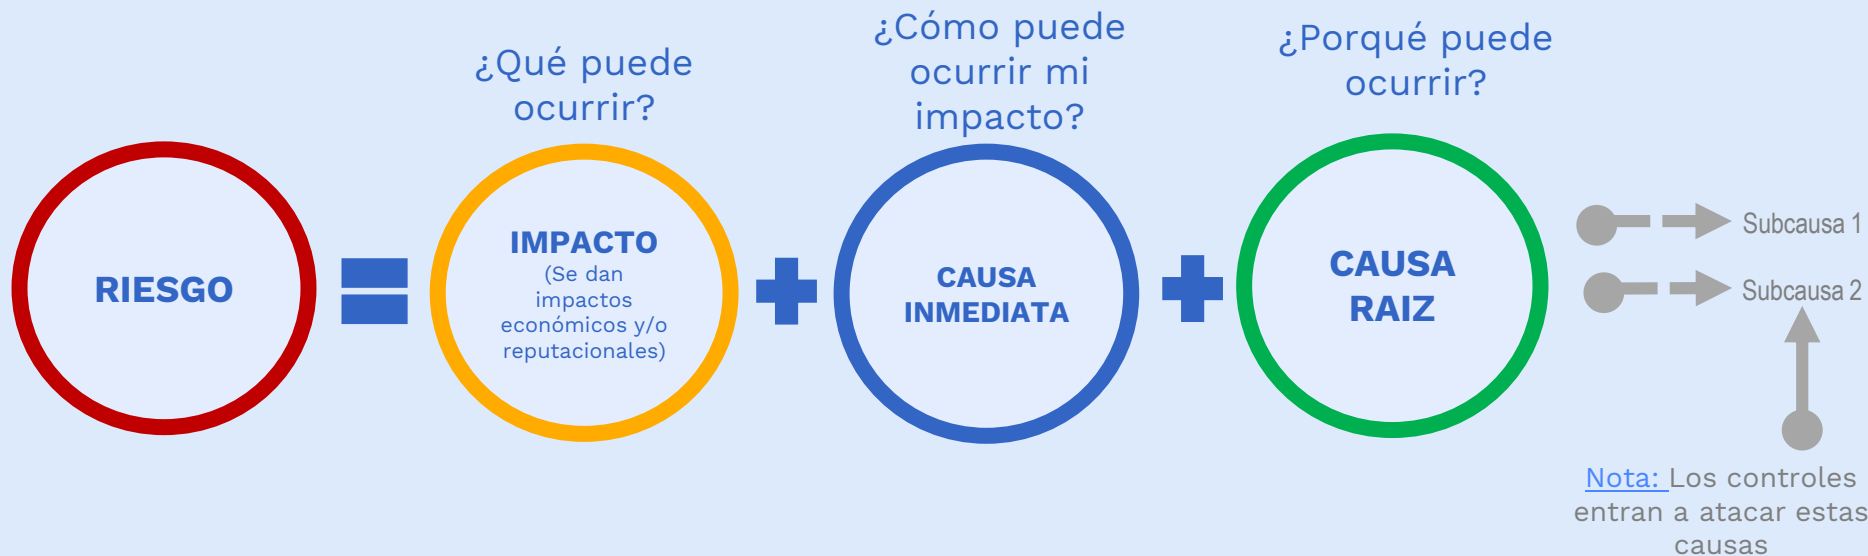 ¿Qué puede
ocurrir?
¿Cómo puede
ocurrir mi
impacto?
¿Porqué puede
ocurrir?
RIESGO
IMPACTO
(Se dan
impactos
económicos y/o
reputacionales)
CAUSA
INMEDIATA
CAUSA
RAIZ
Subcausa 1
Subcausa 2
Nota: Los controles
entran a atacar estas
causas